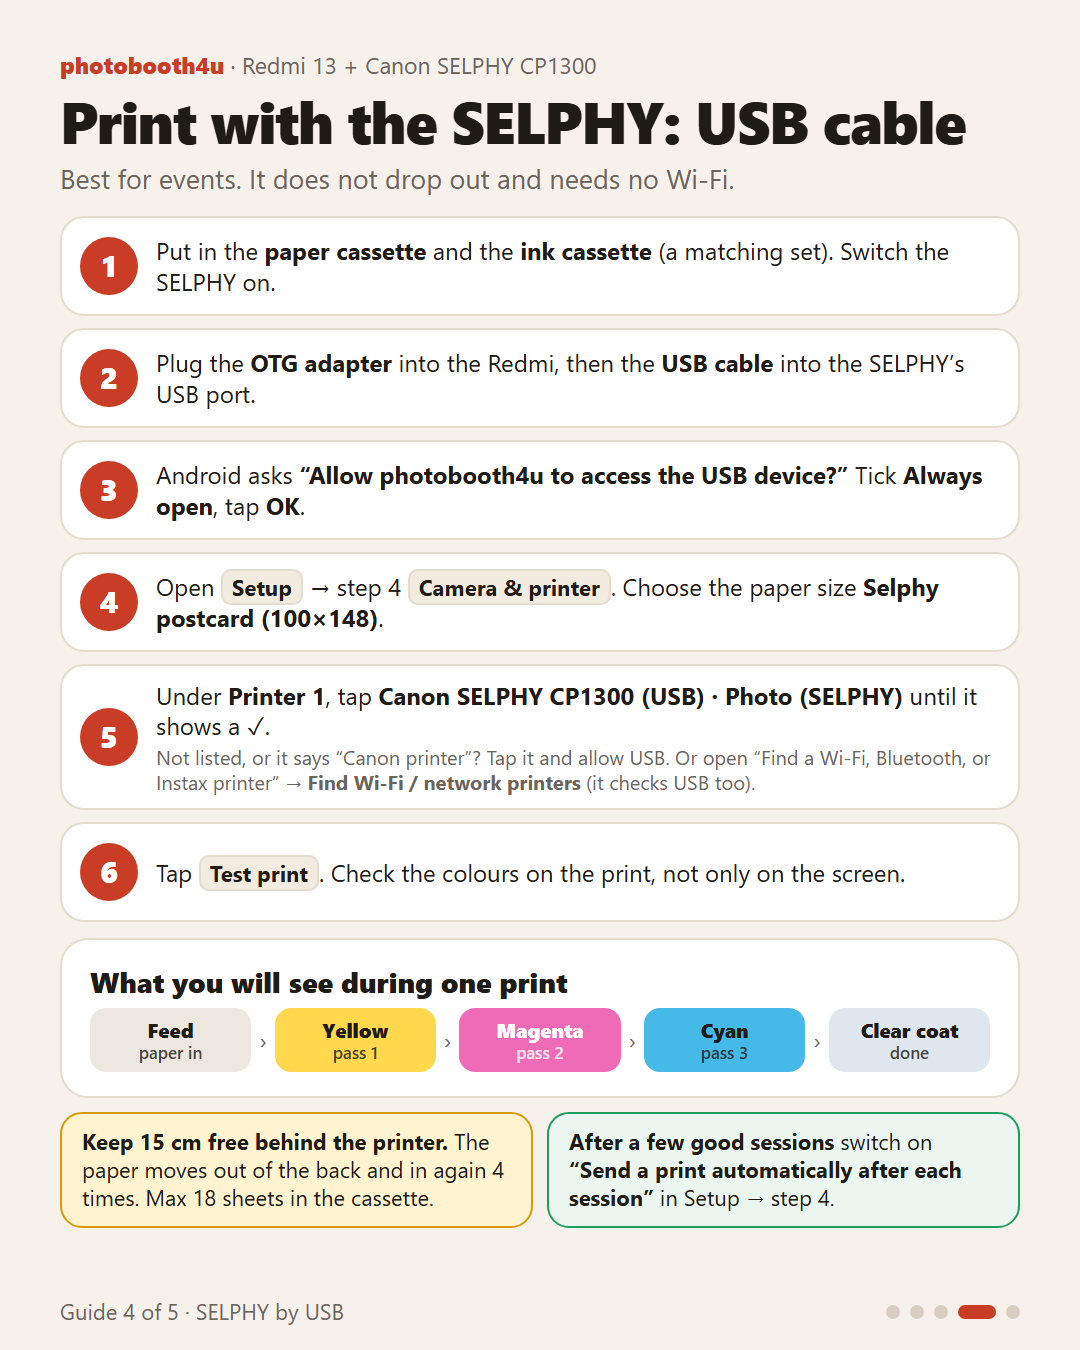 photobooth4u · Redmi 13 + Canon SELPHY CP1300
Print with the SELPHY: USB cable
Best for events. It does not drop out and needs no Wi-Fi.
1
Put in the paper cassette and the ink cassette (a matching set). Switch the
SELPHY on.
2
Plug the OTG adapter into the Redmi, then the USB cable into the SELPHY’s
USB port.
3
Android asks “Allow photobooth4u to access the USB device?” Tick Always
open, tap OK.
4
Open Setup → step 4 Camera & printer. Choose the paper size Selphy
postcard (100×148).
5
Under Printer 1, tap Canon SELPHY CP1300 (USB) · Photo (SELPHY) until it
shows a ✓.
Not listed, or it says “Canon printer”? Tap it and allow USB. Or open “Find a Wi-Fi, Bluetooth, or
Instax printer” → Find Wi-Fi / network printers (it checks USB too).
6
Tap Test print. Check the colours on the print, not only on the screen.
What you will see during one print
Feed
paper in
›
Yellow
pass 1
›
Magenta
pass 2
›
Cyan
pass 3
›
Clear coat
done
Keep 15 cm free behind the printer. The
paper moves out of the back and in again 4
times. Max 18 sheets in the cassette.
After a few good sessions switch on
“Send a print automatically after each
session” in Setup → step 4.
Guide 4 of 5 · SELPHY by USB